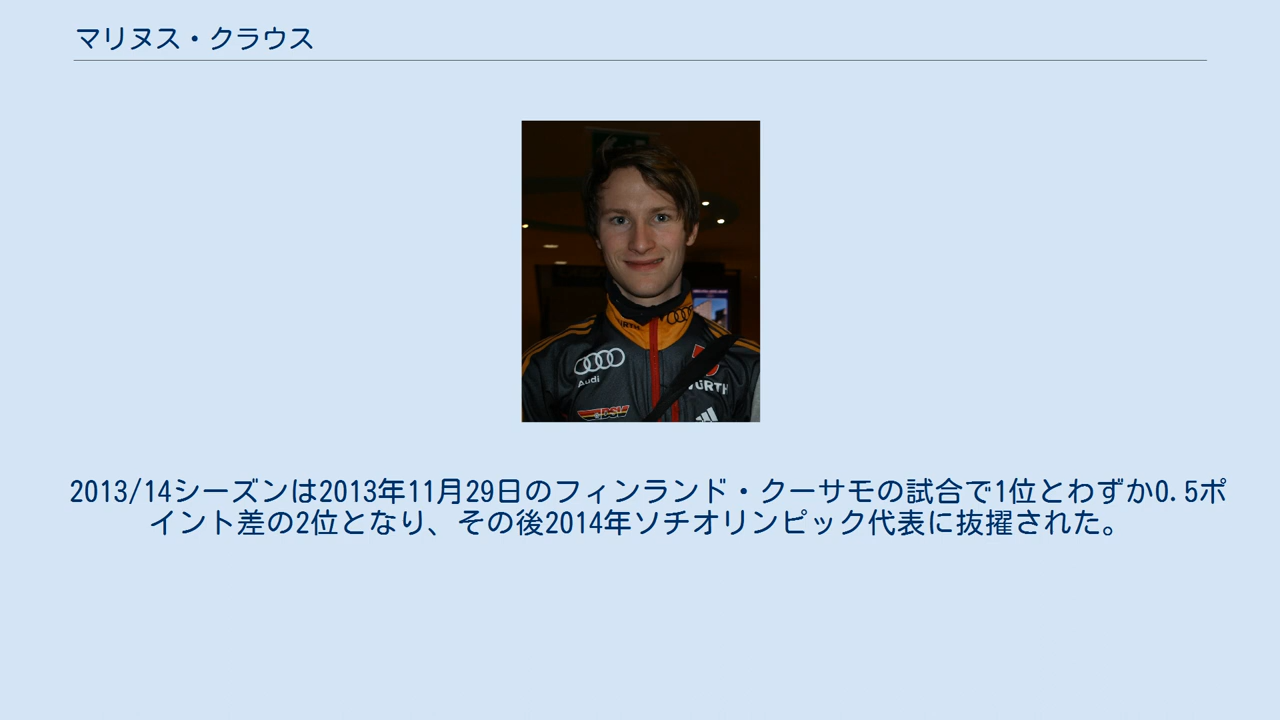 マリヌス・クラウス
Audi
DSV
2013/14シーズンは2013年11月29日のフィンランド・クーサモの試合で1位とわずか0.5ポ
イント差の2位となり、その後2014年ソチオリンピック代表に抜擢された。